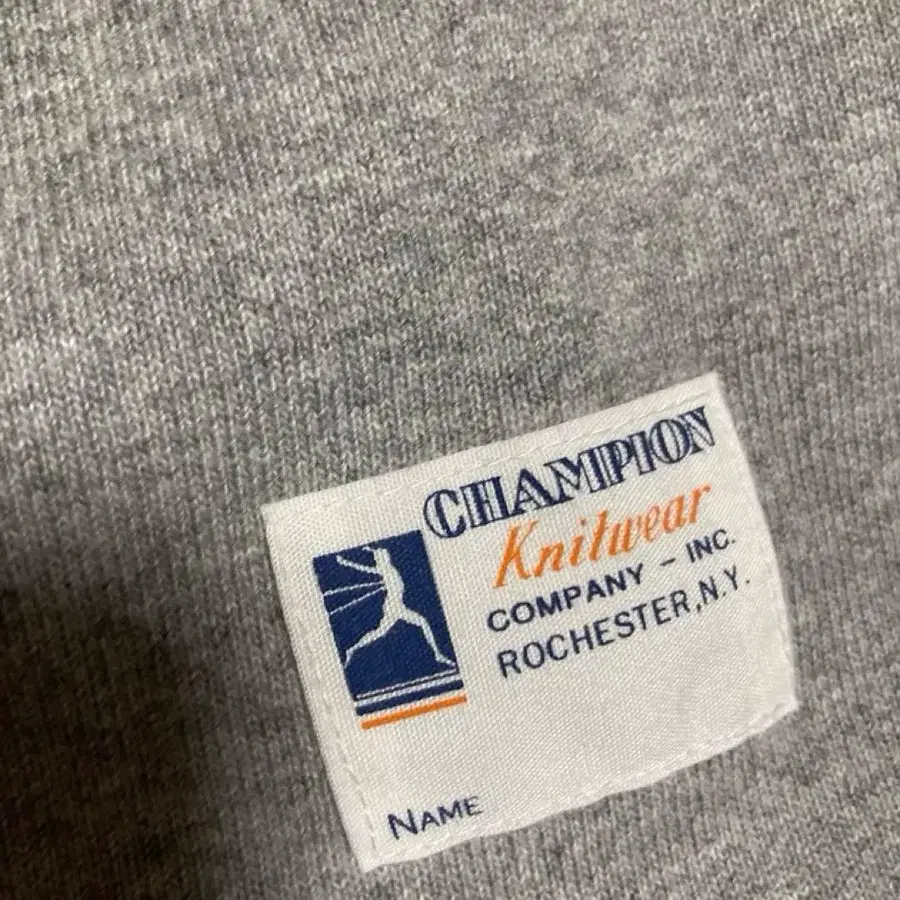 CHAMPION
Knitwear
COMPANY - INC.
ROCHESTER, N.Y.
NAME